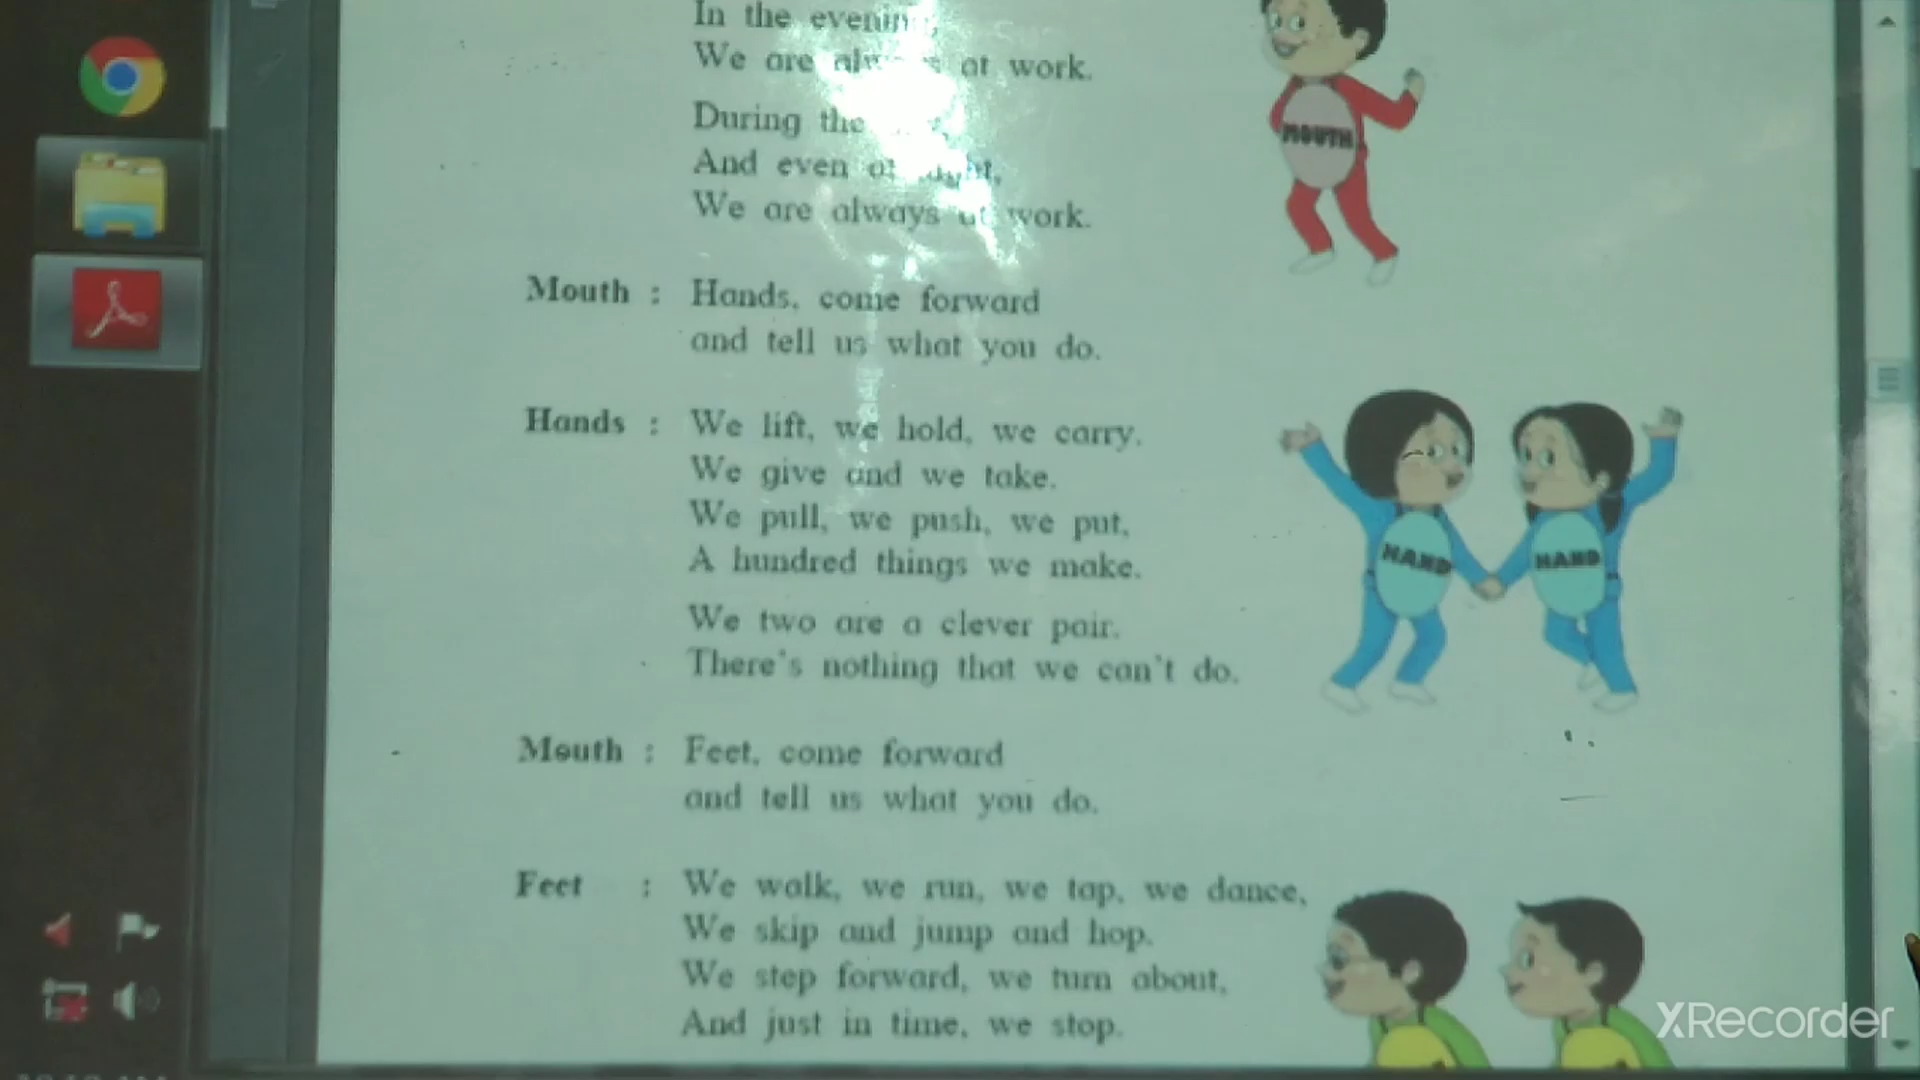 In the evening,
We are always at work.
During the
And even at night,
We are always at work.
MOUTH
Mouth : Hands, come forward
and tell us what you do.
Hands : We lift, we hold, we carry.
We give and we take.
We pull, we push, we put,
A hundred things we make.
HAND HAND
We two are a clever pair.
There's nothing that we can't do.
Mouth : Feet, come forward
and tell us what you do.
Feet : We walk, we run, we tap, we dance,
We skip and jump and hop.
We step forward, we turn about,
And just in time, we stop.
XRecorder